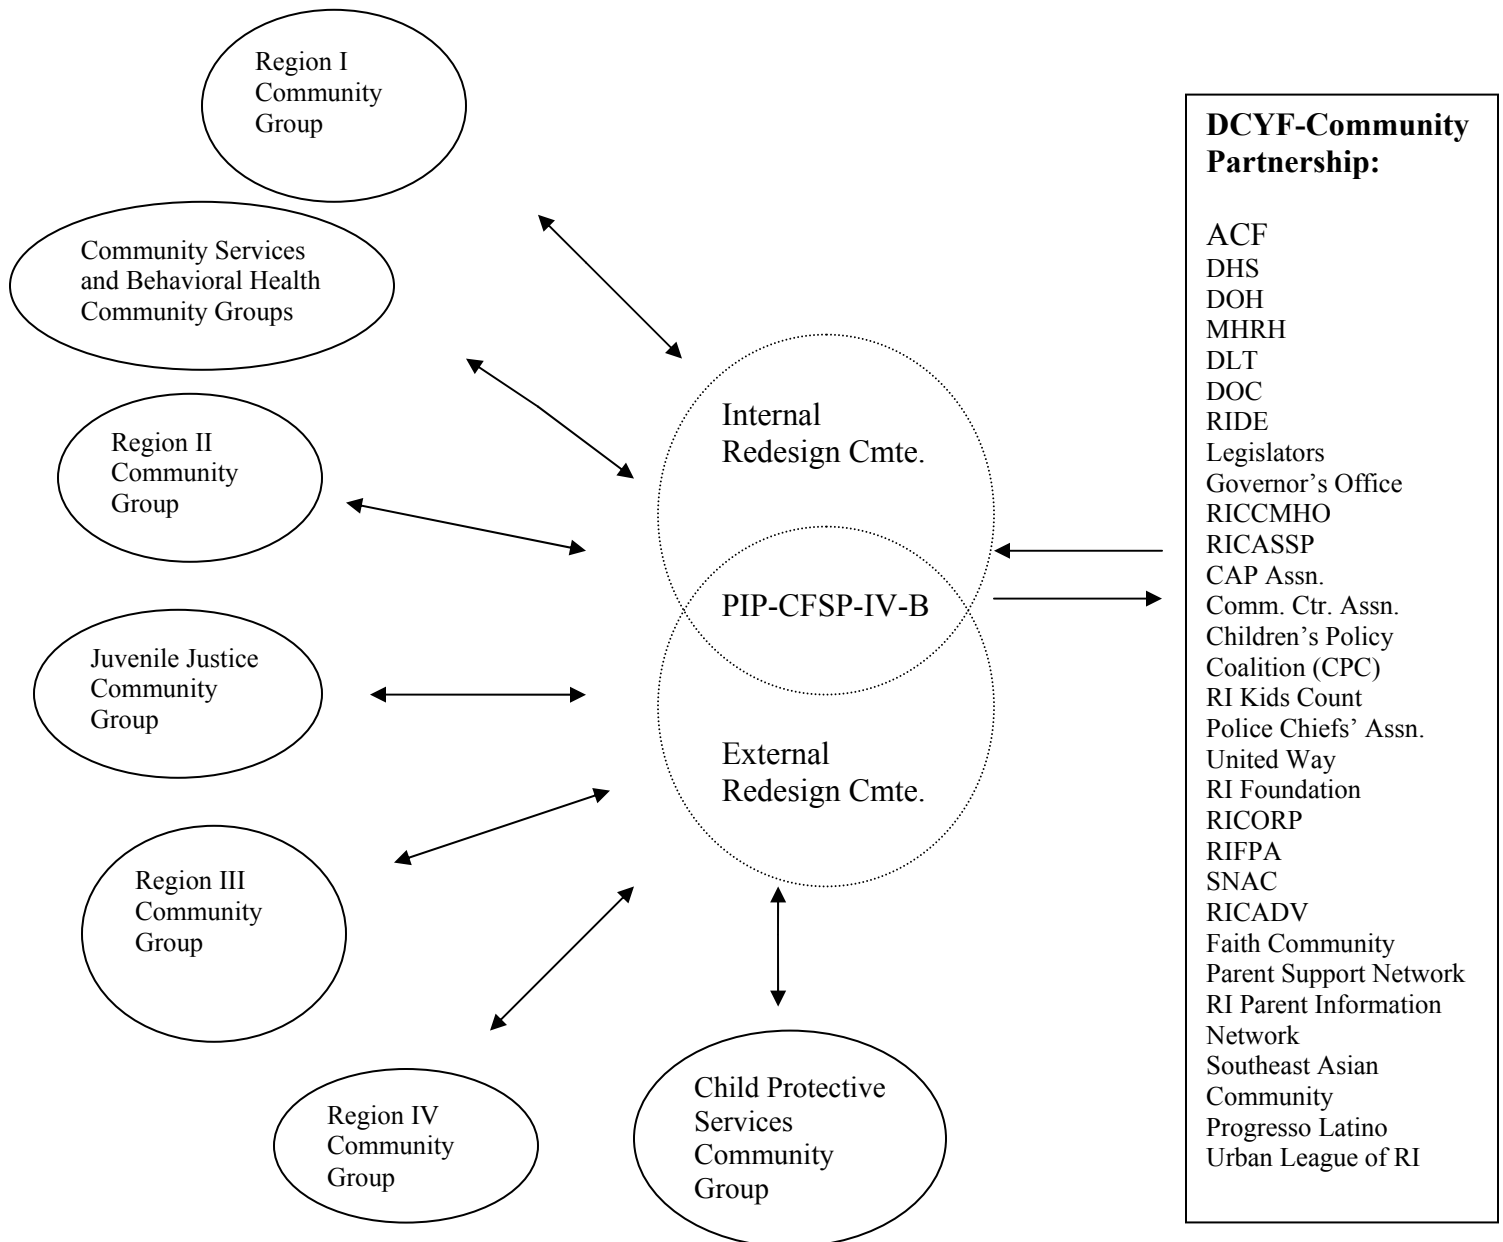 Region I
Community
Group
Community Services
and Behavioral Health
Community Groups
Region II
Community
Group
Juvenile Justice
Community
Group
Region III
Community
Group
Region IV
Community
Group
Child Protective
Services
Community
Group
Internal
Redesign Cmte.
PIP-CFSP-IV-B
External
Redesign Cmte.
DCYF-Community
Partnership:
ACF
DHS
DOH
MHRH
DLT
DOC
RIDE
Legislators
Governor’s Office
RICCMHO
RICASSP
CAP Assn.
Comm. Ctr. Assn.
Children’s Policy
Coalition (CPC)
RI Kids Count
Police Chiefs’ Assn.
United Way
RI Foundation
RICORP
RIFPA
SNAC
RICADV
Faith Community
Parent Support Network
RI Parent Information
Network
Southeast Asian
Community
Progresso Latino
Urban League of RI